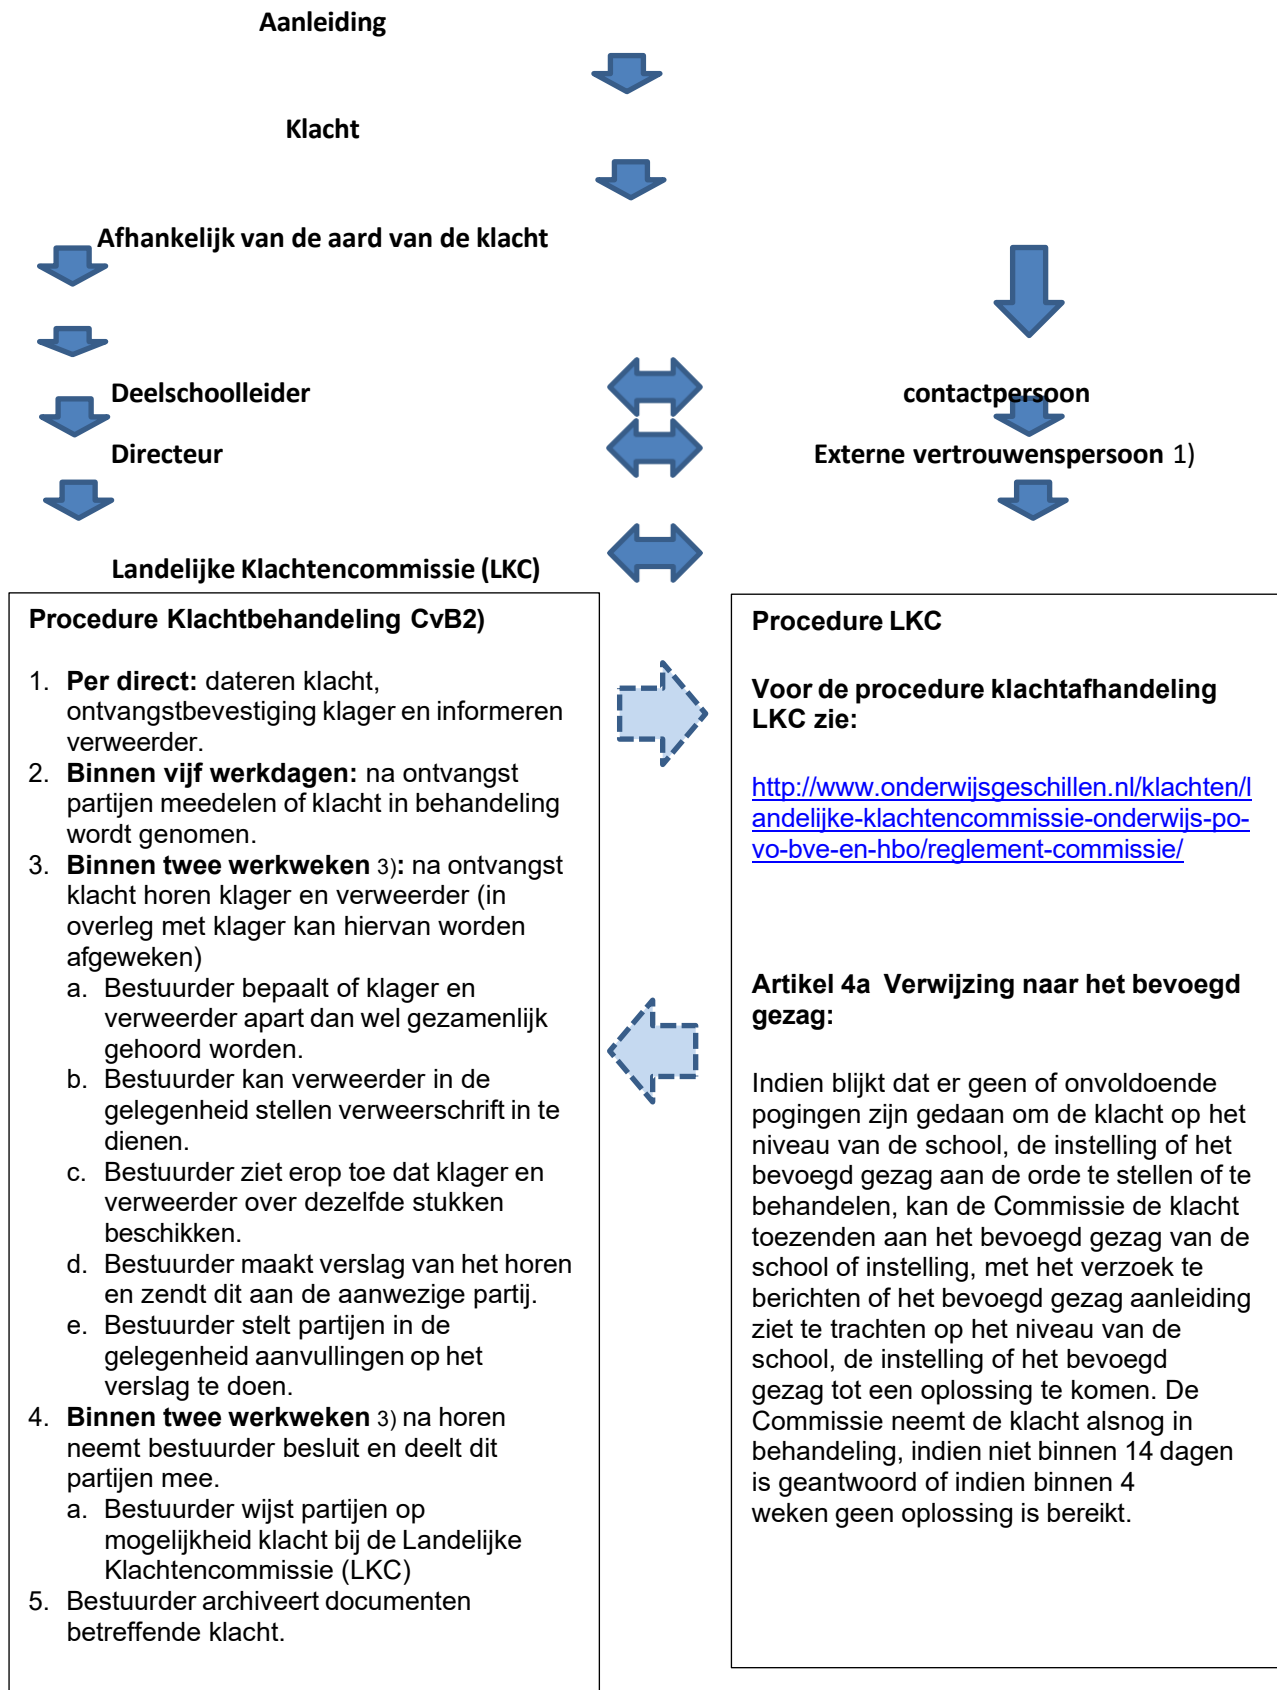 Aanleiding
Klacht
Afhankelijk van de aard van de klacht
Deelschoolleider
contactpersoon
Directeur
Externe vertrouwenspersoon 1)
Landelijke Klachtencommissie (LKC)
Procedure Klachtbehandeling CvB2)
1. Per direct: dateren klacht,
ontvangstbevestiging klager en informeren
verweerder.
2. Binnen vijf werkdagen: na ontvangst
partijen meedelen of klacht in behandeling
wordt genomen.
3. Binnen twee werkweken 3): na ontvangst
klacht horen klager en verweerder (in
overleg met klager kan hiervan worden
afgeweken)
a. Bestuurder bepaalt of klager en
verweerder apart dan wel gezamenlijk
gehoord worden.
b. Bestuurder kan verweerder in de
gelegenheid stellen verweerschrift in te
dienen.
c. Bestuurder ziet erop toe dat klager en
verweerder over dezelfde stukken
beschikken.
d. Bestuurder maakt verslag van het horen
en zendt dit aan de aanwezige partij.
e. Bestuurder stelt partijen in de
gelegenheid aanvullingen op het
verslag te doen.
4. Binnen twee werkweken 3) na horen
neemt bestuurder besluit en deelt dit
partijen mee.
a. Bestuurder wijst partijen op
mogelijkheid klacht bij de Landelijke
Klachtencommissie (LKC)
5. Bestuurder archiveert documenten
betreffende klacht.
Procedure LKC
Voor de procedure klachtafhandeling
LKC zie:
http://www.onderwijsgeschillen.nl/klachten/l
andelijke-klachtencommissie-onderwijs-po-
vo-bve-en-hbo/reglement-commissie/
Artikel 4a Verwijzing naar het bevoegd
gezag:
Indien blijkt dat er geen of onvoldoende
pogingen zijn gedaan om de klacht op het
niveau van de school, de instelling of het
bevoegd gezag aan de orde te stellen of te
behandelen, kan de Commissie de klacht
toezenden aan het bevoegd gezag van de
school of instelling, met het verzoek te
berichten of het bevoegd gezag aanleiding
ziet te trachten op het niveau van de
school, de instelling of het bevoegd
gezag tot een oplossing te komen. De
Commissie neemt de klacht alsnog in
behandeling, indien niet binnen 14 dagen
is geantwoord of indien binnen 4
weken geen oplossing is bereikt.